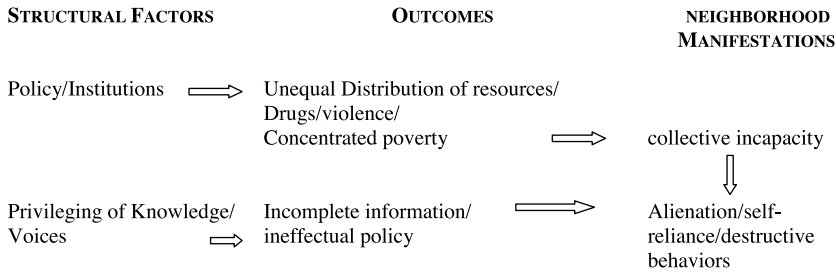 STRUCTURAL FACTORS
OUTCOMES
NEIGHBORHOOD
MANIFESTATIONS
Policy/Institutions
Unequal Distribution of resources/
Drugs/violence/
Concentrated poverty
collective incapacity
Privileging of Knowledge/
Voices
Incomplete information/
ineffectual policy
Alienation/self-
reliance/destructive
behaviors